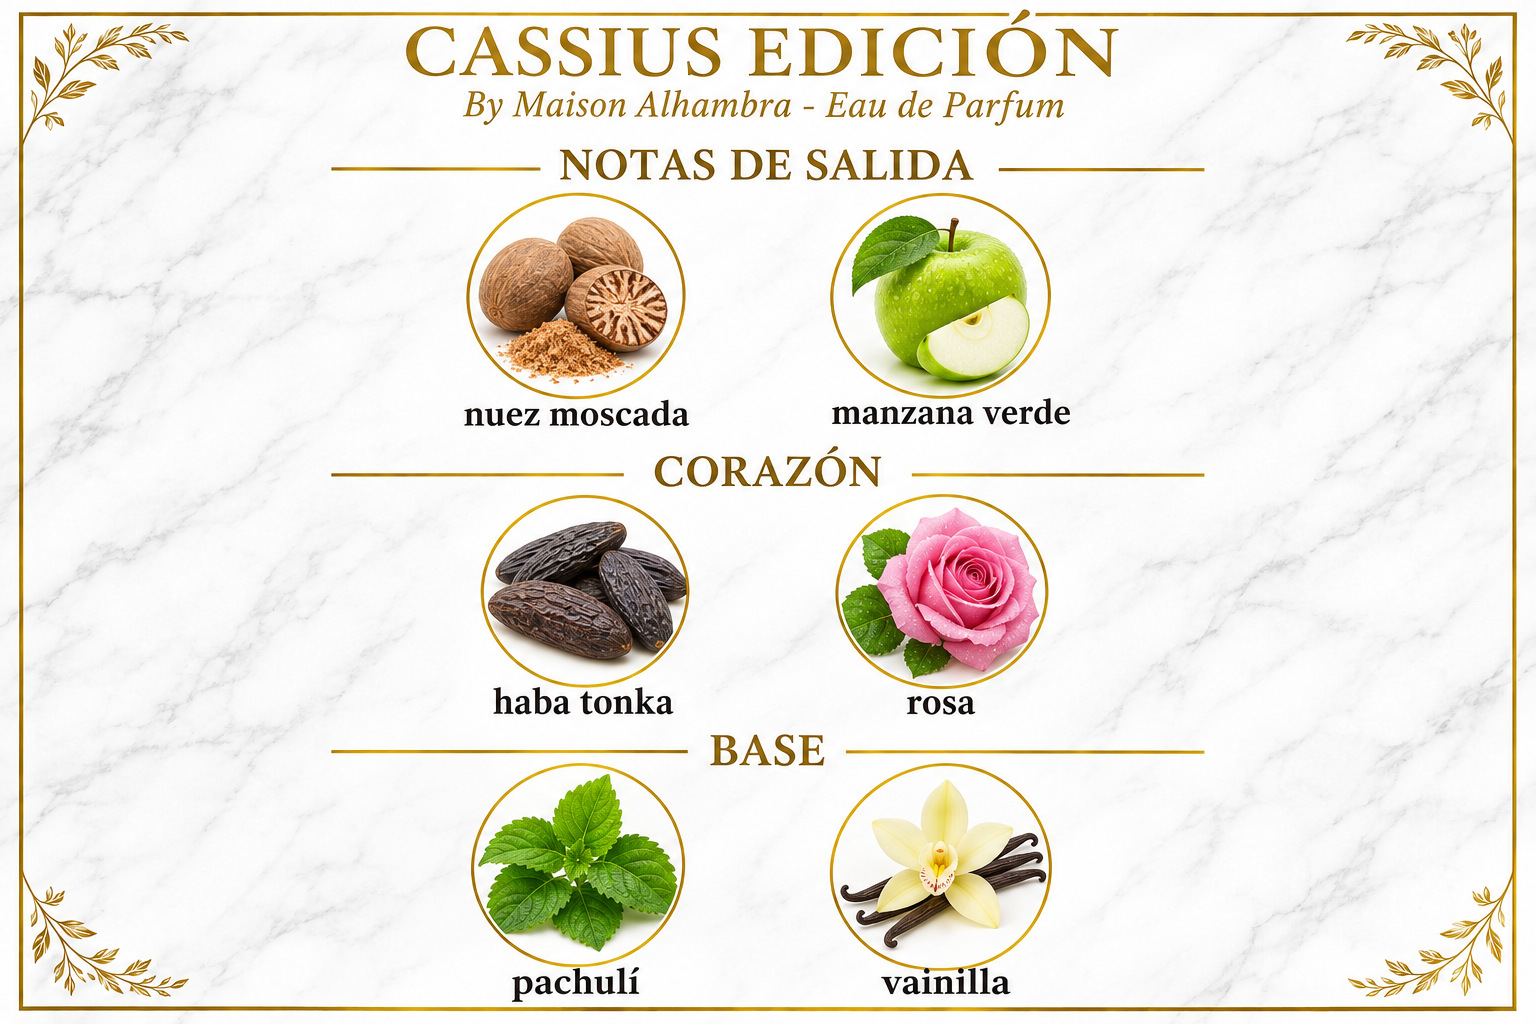 CASSIUS EDICIÓN
By Maison Alhambra - Eau de Parfum
NOTAS DE SALIDA
nuez moscada
manzana verde
CORAZÓN
haba tonka
rosa
BASE
pachulí
vainilla